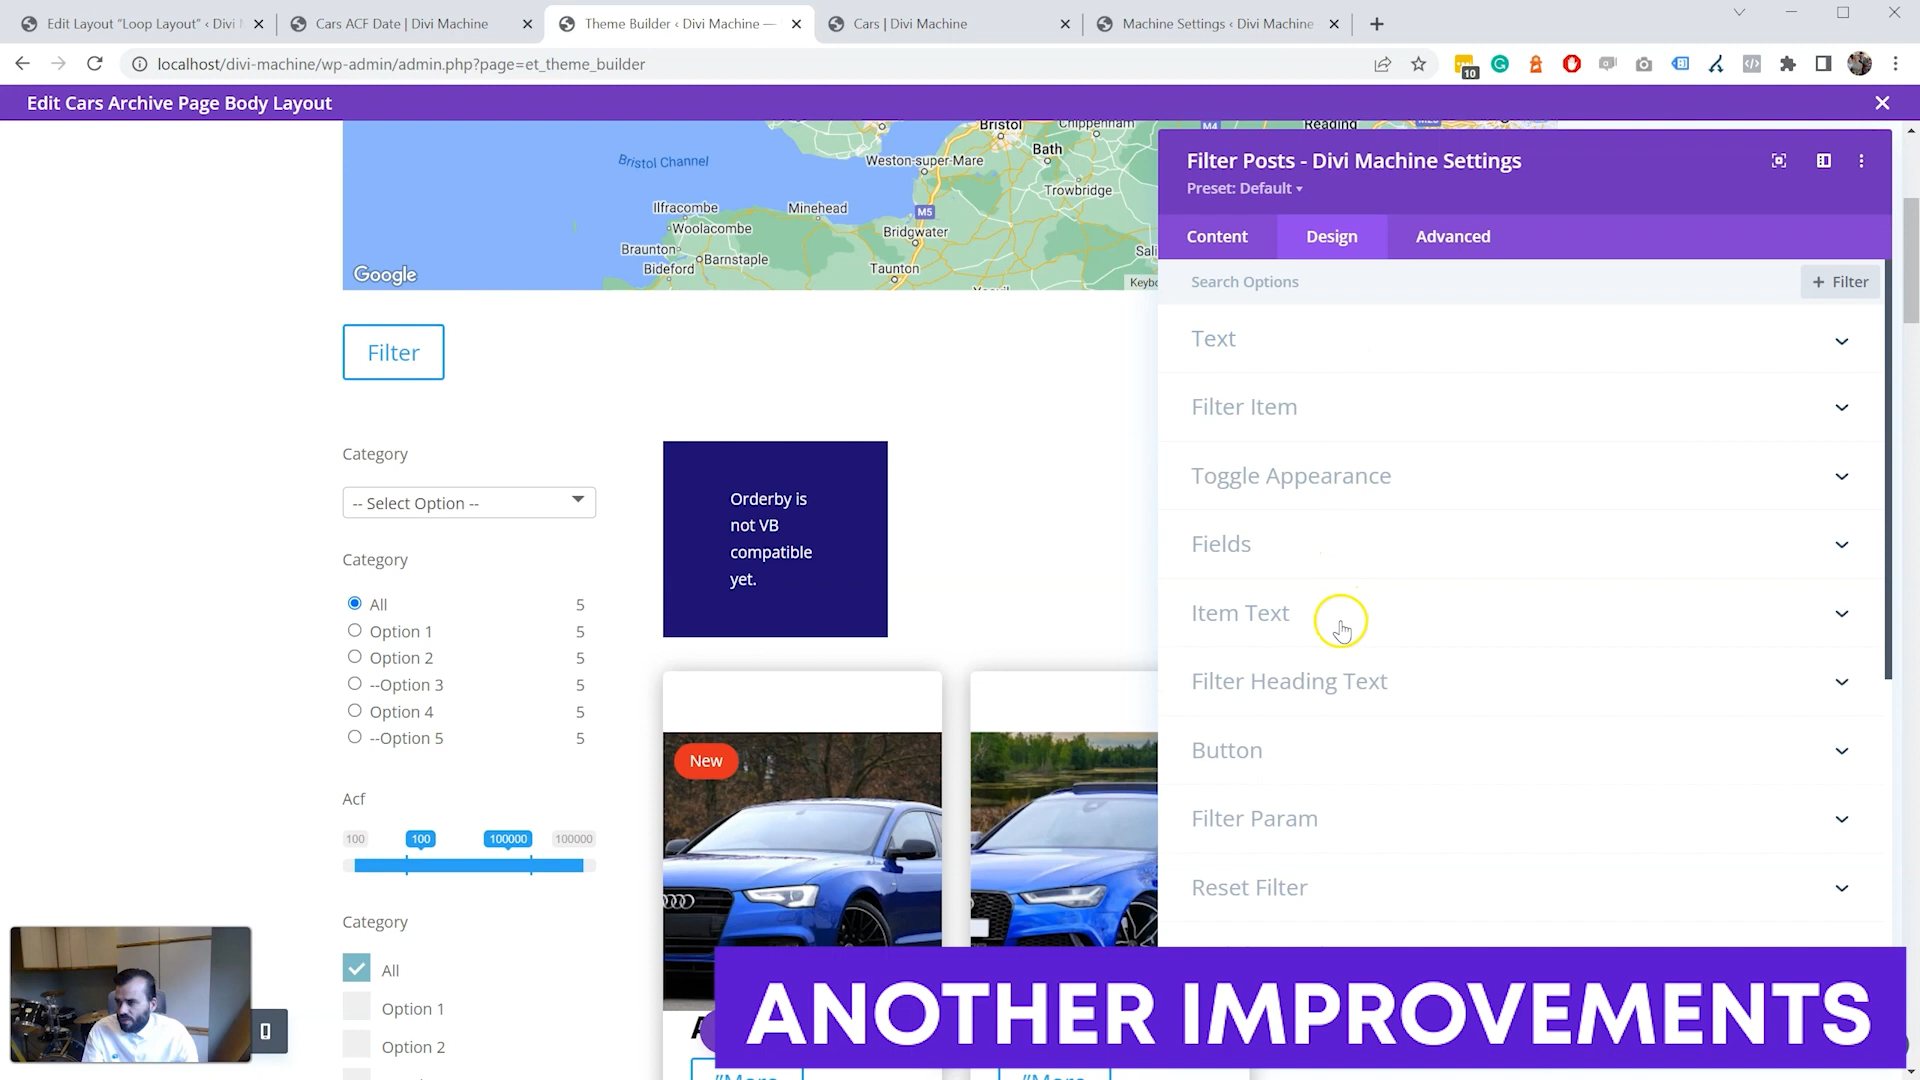 Edit Layout “Loop Layout” ‹ Divi M
Cars ACF Date | Divi Machine
Theme Builder ‹ Divi Machine —
Cars | Divi Machine
Machine Settings ‹ Divi Machine
localhost/divi-machine/wp-admin/admin.php?page=et_theme_builder
10
Edit Cars Archive Page Body Layout
Bristol
Chippenham
M4
Reading
Bristol Channel
Weston-super-Mare
Bath
Trowbridge
Ilfracombe
Minehead
M5
Woolacombe
Bridgwater
Braunton
Barnstaple
Sali
Bideford
Taunton
Google
Keybo
Filter
Category
-- Select Option --
Category
All 5
Option 1 5
Option 2 5
--Option 3 5
Option 4 5
--Option 5 5
Acf
100 100 100000 100000
Category
All
Option 1
Option 2
Orderby is
not VB
compatible
yet.
New
"More
"More
Filter Posts - Divi Machine Settings
Preset: Default
Content
Design
Advanced
Search Options
+ Filter
Text
Filter Item
Toggle Appearance
Fields
Item Text
Filter Heading Text
Button
Filter Param
Reset Filter
ANOTHER IMPROVEMENTS